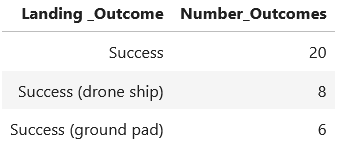 Landing _Outcome Number_Outcomes
Success 20
Success (drone ship) 8
Success (ground pad) 6